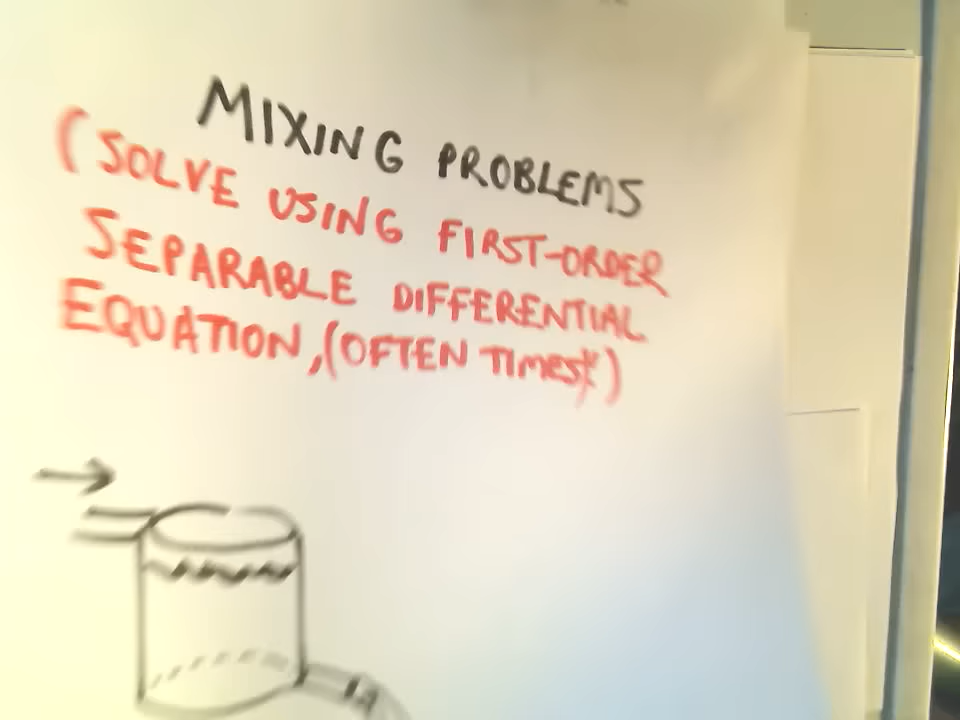 MIXING PROBLEMS
(SOLVE USING FIRST-ORDER
SEPARABLE DIFFERENTIAL
EQUATION, (OFTEN TIMES!)